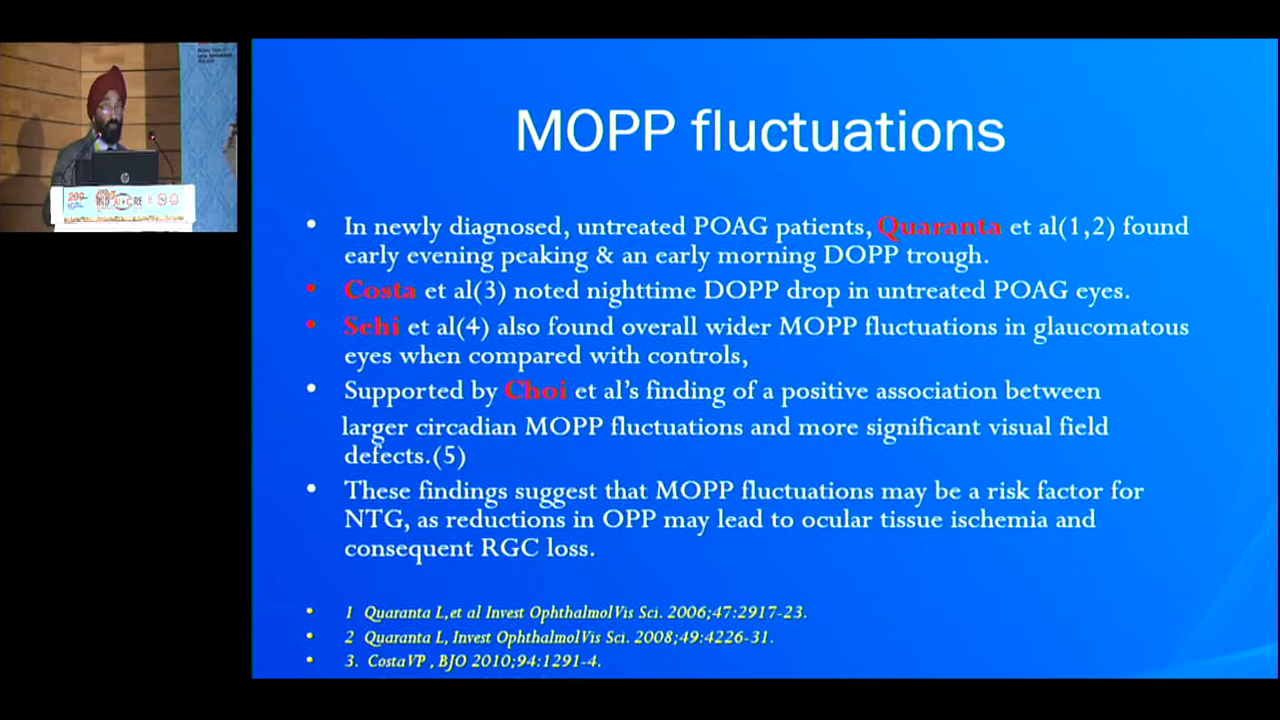 MOPP fluctuations
• In newly diagnosed, untreated POAG patients, Quaranta et al(1,2) found
early evening peaking & an early morning DOPP trough.
• Costa et al(3) noted nighttime DOPP drop in untreated POAG eyes.
• Sehi et al(4) also found overall wider MOPP fluctuations in glaucomatous
eyes when compared with controls,
• Supported by Choi et al’s finding of a positive association between
larger circadian MOPP fluctuations and more significant visual field
defects.(5)
• These findings suggest that MOPP fluctuations may be a risk factor for
NTG, as reductions in OPP may lead to ocular tissue ischemia and
consequent RGC loss.
• 1 Quaranta L,et al Invest OphthalmolVis Sci. 2006;47:2917-23.
• 2 Quaranta L, Invest OphthalmolVis Sci. 2008;49:4226-31.
• 3. CostaVP , BJO 2010;94:1291-4.
hp